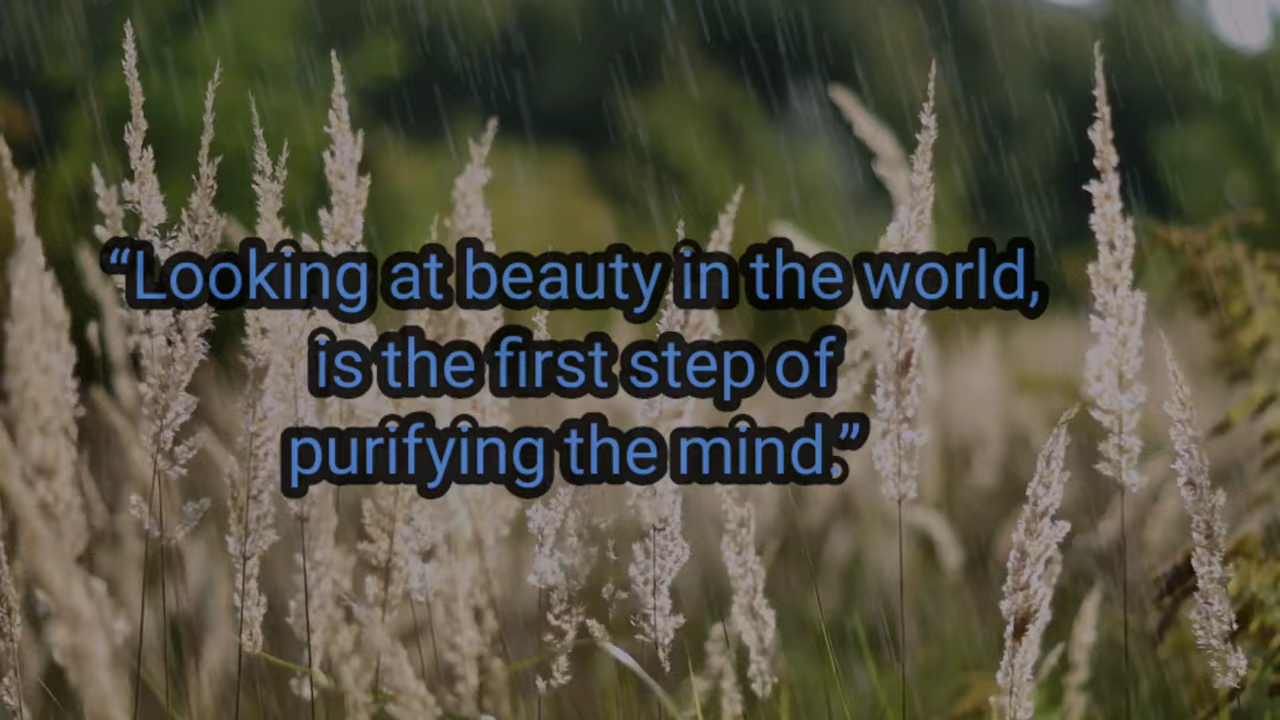 “Looking at beauty in the world,
is the first step of
purifying the mind.”